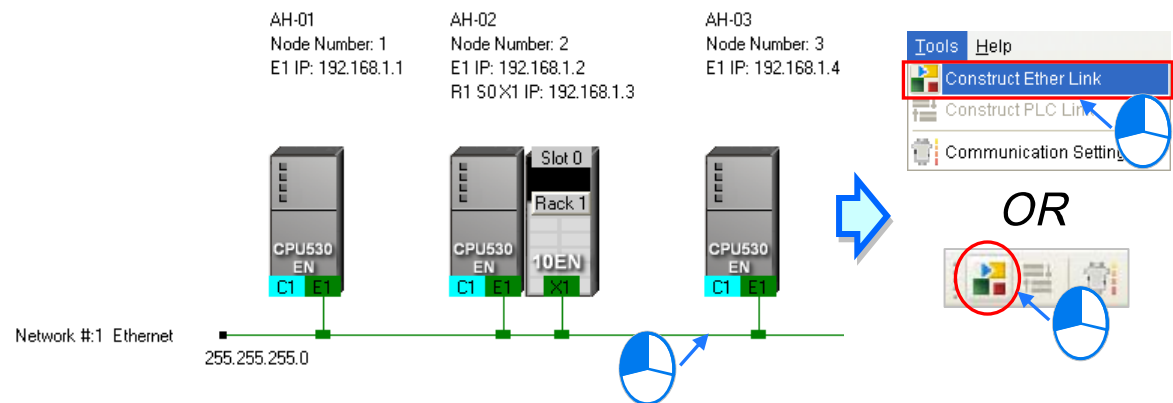 AH-01
Node Number: 1
E1 IP: 192.168.1.1
AH-02
Node Number: 2
E1 IP: 192.168.1.2
R1 S0 X1 IP: 192.168.1.3
AH-03
Node Number: 3
E1 IP: 192.168.1.4
CPU530
EN
C1 E1
CPU530
EN
C1 E1
Slot 0
Rack 1
10EN
X1
CPU530
EN
C1 E1
Network #:1 Ethernet
255.255.255.0
Tools Help
Construct Ether Link
Construct PLC Lin
Communication Setting
OR